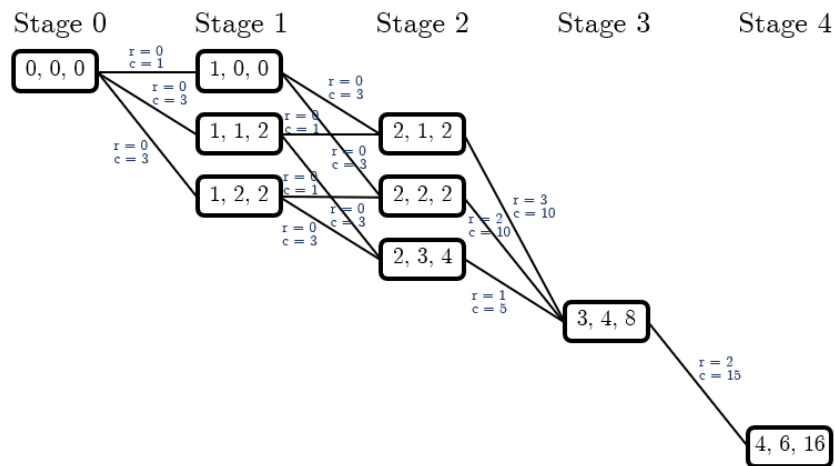 Stage 0 Stage 1 Stage 2 Stage 3 Stage 4
0, 0, 0
r = 0
c = 1
1, 0, 0
r = 0
c = 3
r = 0
c = 3
r = 0
c = 3
1, 1, 2
r = 0
c = 1
2, 1, 2
r = 0
c = 3
1, 2, 2
r = 0
c = 1
2, 2, 2
r = 3
c = 10
r = 0
c = 3
r = 0
c = 3
r = 2
c = 10
2, 3, 4
r = 1
c = 5
3, 4, 8
r = 2
c = 15
4, 6, 16